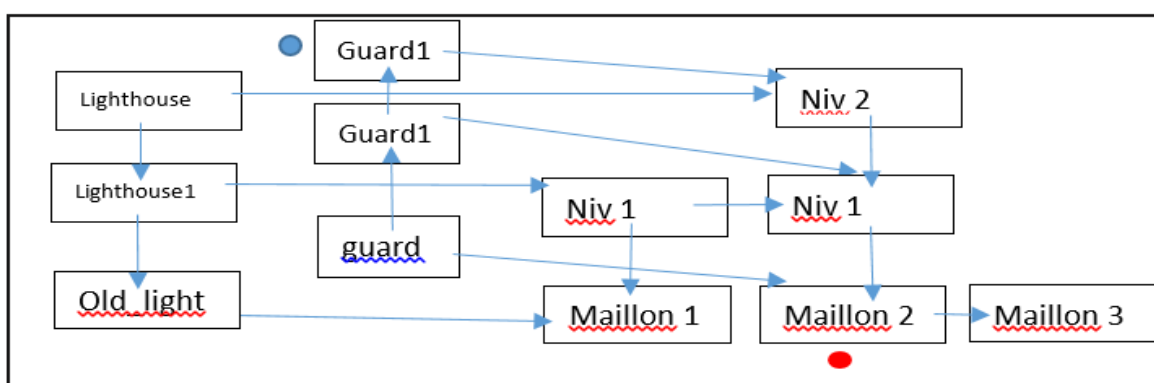 Guard1
Lighthouse
Niv 2
Guard1
Lighthouse1
Niv 1
Niv 1
guard
Old_light
Maillon 1
Maillon 2
Maillon 3